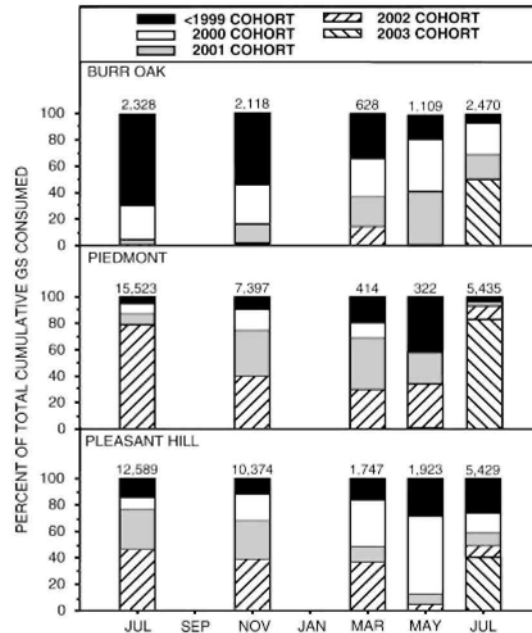 <1999 COHORT 2002 COHORT
2000 COHORT 2003 COHORT
2001 COHORT
PERCENT OF TOTAL CUMULATIVE GS CONSUMED
BURR OAK
2,328 2,118 628 1,109 2,470
100
80
60
40
20
0
PIEDMONT
15,523 7,397 414 322 5,435
100
80
60
40
20
0
PLEASANT HILL
12,589 10,374 1,747 1,923 5,429
100
80
60
40
20
0
JUL SEP NOV JAN MAR MAY JUL